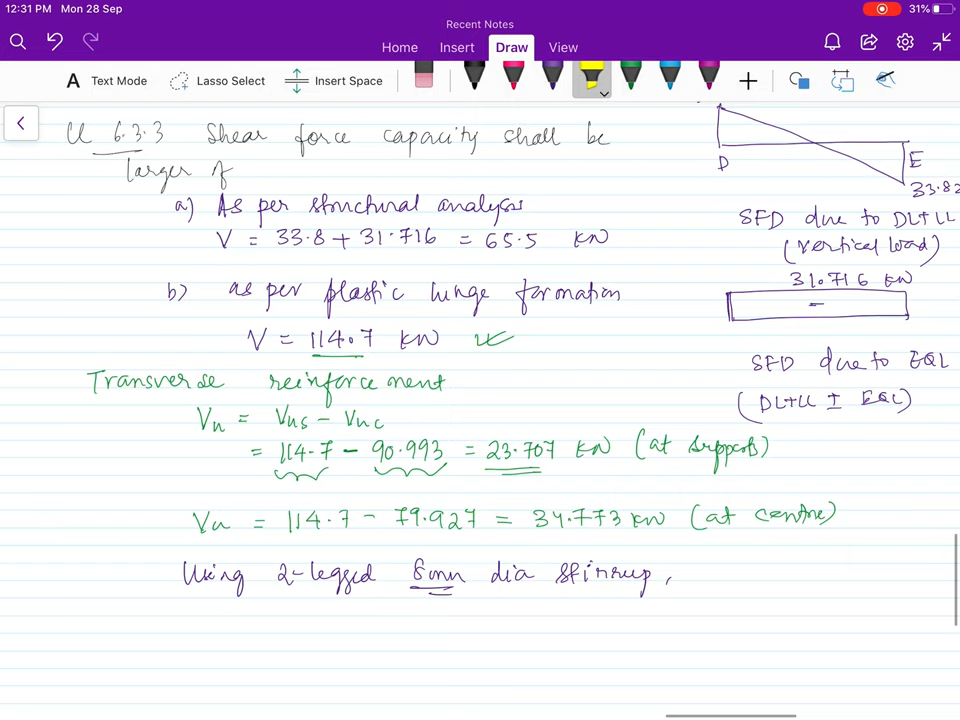 12:31 PM Mon 28 Sep
31%
Recent Notes
Home Insert Draw View
Text Mode Lasso Select Insert Space
Cl 6.3.3 Shear force capacity shall be
larger of
a) As per structural analysis
V = 33.8 + 31.716 = 65.5 KN
b) as per plastic hinge formation
V = 114.7 KN
Transverse reinforcement
Vu = Vus - Vuc
= 114.7 - 90.993 = 23.707 KN (at supports)
Vu = 114.7 - 79.927 = 34.773 KN (at centre)
Using 2-legged 8mm dia stirrup,
D
E
33.82
SFD due to DL+LL
(vertical load)
31.716 KN
-
SFD due to EQL
(DL+LL ± EQL)